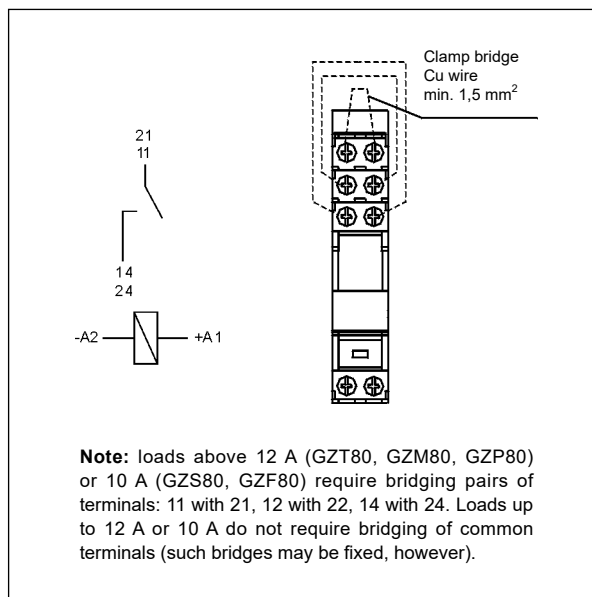 Clamp bridge
Cu wire
min. 1,5 mm²
21
11
14
24
-A2
+A1
Note: loads above 12 A (GZT80, GZM80, GZP80)
or 10 A (GZS80, GZF80) require bridging pairs of
terminals: 11 with 21, 12 with 22, 14 with 24. Loads up
to 12 A or 10 A do not require bridging of common
terminals (such bridges may be fixed, however).